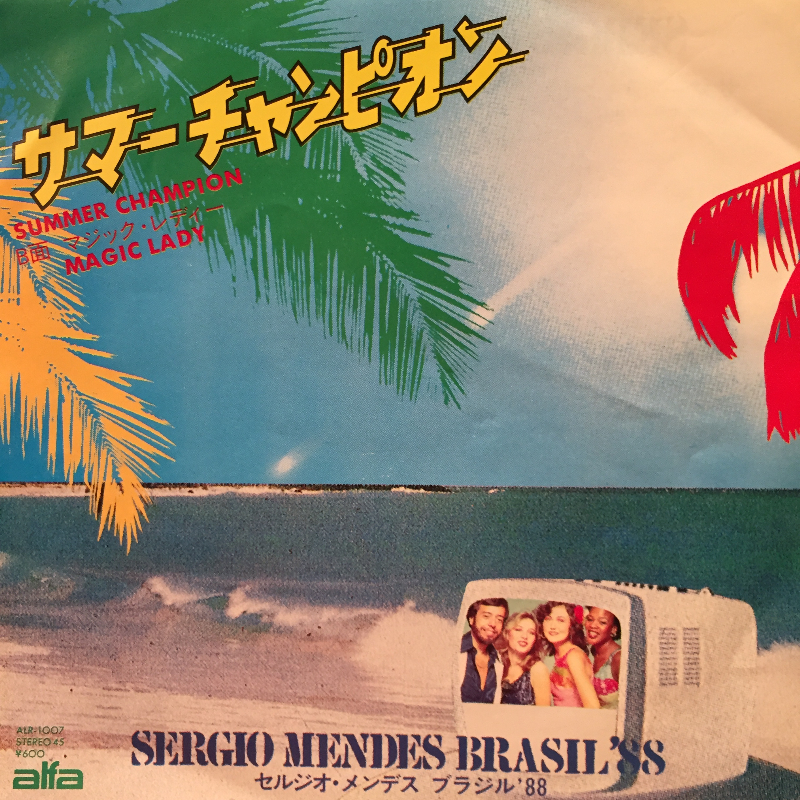 サマーチャンピオン
SUMMER CHAMPION
B面 マジック・レディー
MAGIC LADY
ALR-1007
STEREO 45
¥600
alfa
SERGIO MENDES BRASIL'88
セルジオ・メンデス ブラジル'88